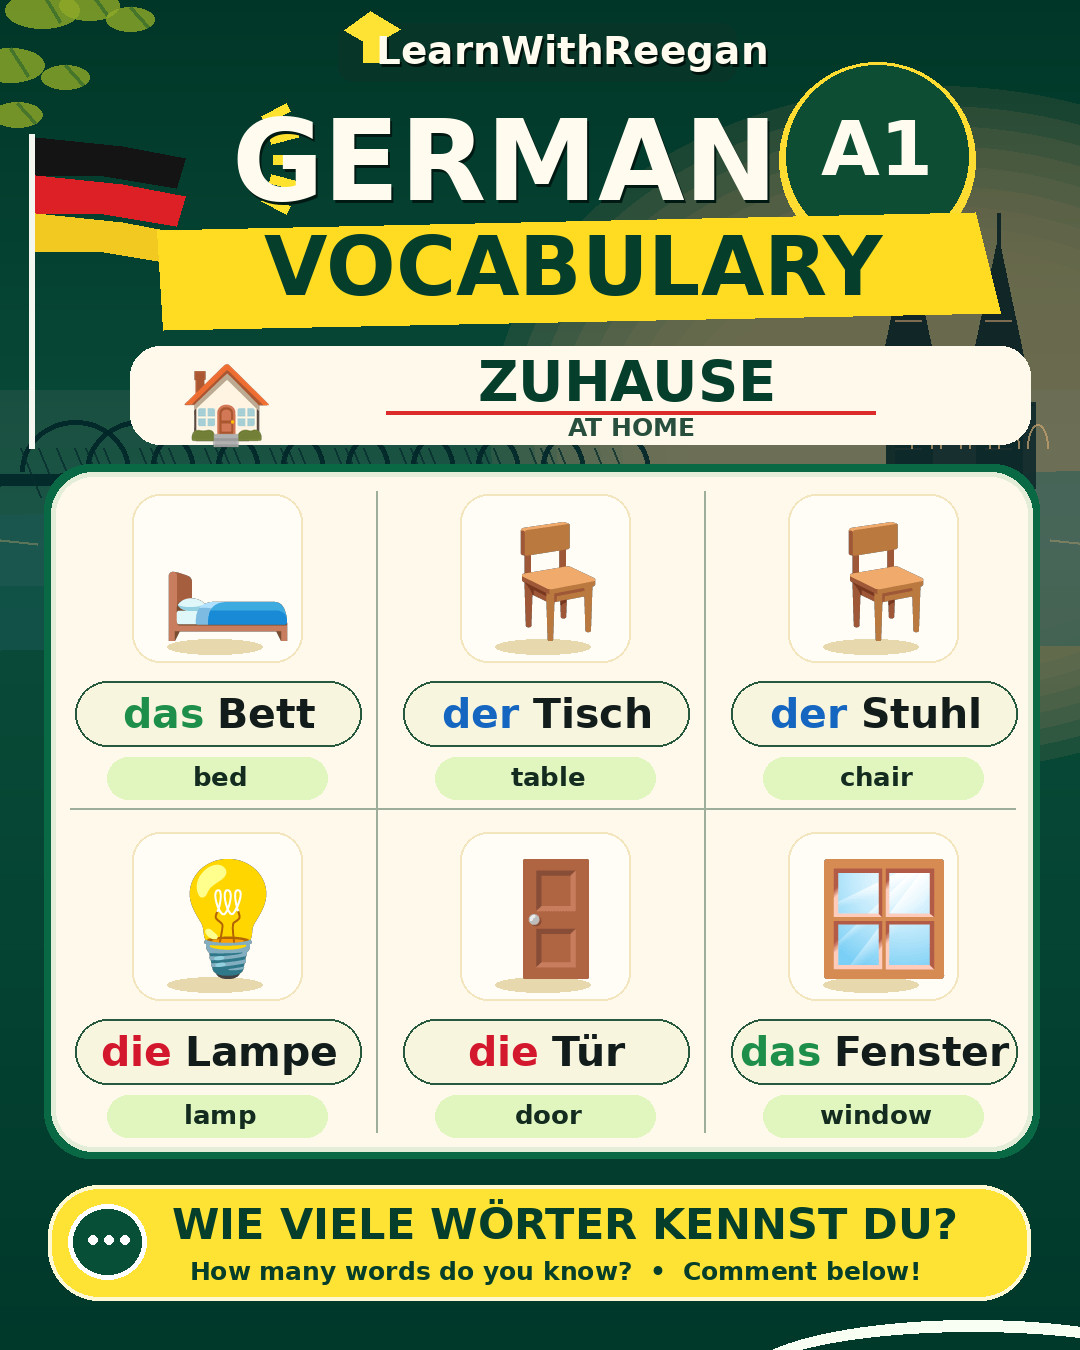 LearnWithReegan
GERMAN
A1
VOCABULARY
ZUHAUSE
AT HOME
das Bett
der Tisch
der Stuhl
bed
table
chair
die Lampe
die Tür
das Fenster
lamp
door
window
WIE VIELE WÖRTER KENNST DU?
How many words do you know? • Comment below!